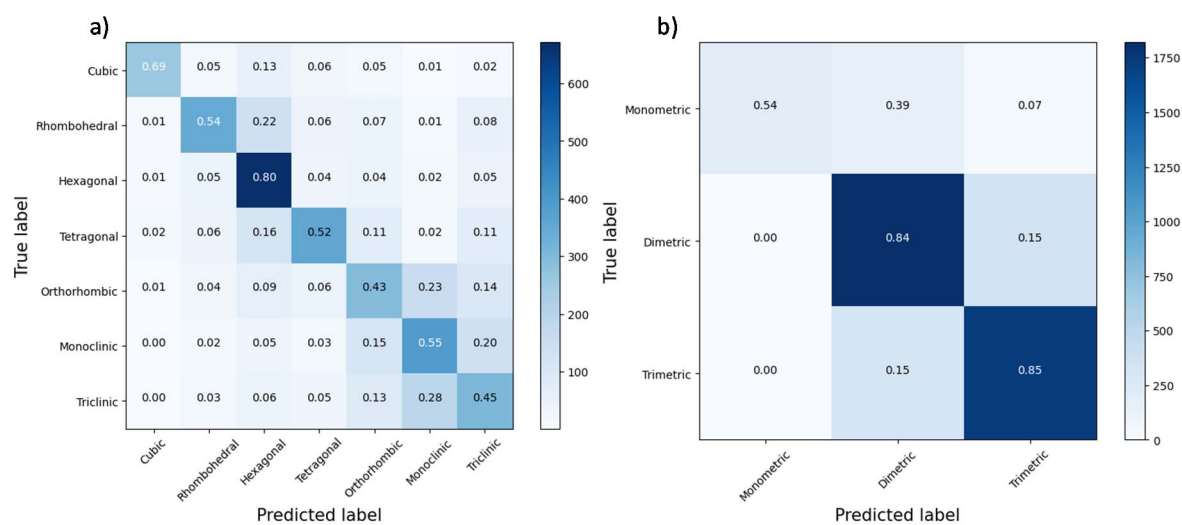 a)
True label
Cubic 0.69 0.05 0.13 0.06 0.05 0.01 0.02
Rhombohedral 0.01 0.54 0.22 0.06 0.07 0.01 0.08
Hexagonal 0.01 0.05 0.80 0.04 0.04 0.02 0.05
Tetragonal 0.02 0.06 0.16 0.52 0.11 0.02 0.11
Orthorhombic 0.01 0.04 0.09 0.06 0.43 0.23 0.14
Monoclinic 0.00 0.02 0.05 0.03 0.15 0.55 0.20
Triclinic 0.00 0.03 0.06 0.05 0.13 0.28 0.45
Cubic Rhombohedral Hexagonal Tetragonal Orthorhombic Monoclinic Triclinic
Predicted label
600
500
400
300
200
100
b)
True label
Monometric 0.54 0.39 0.07
Dimetric 0.00 0.84 0.15
Trimetric 0.00 0.15 0.85
Monometric Dimetric Trimetric
Predicted label
1750
1500
1250
1000
750
500
250
0